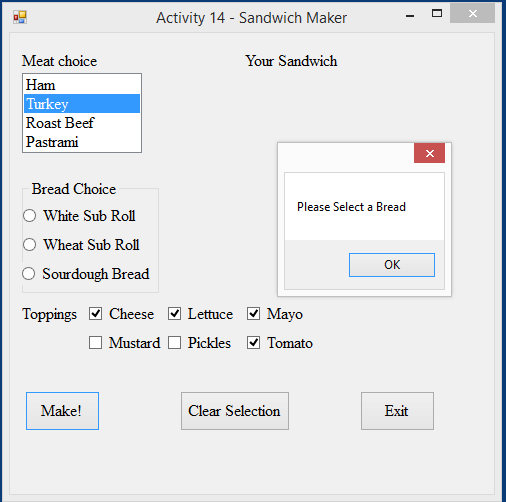 Activity 14 - Sandwich Maker
Meat choice
Your Sandwich
Ham
Turkey
Roast Beef
Pastrami
Please Select a Bread
OK
Bread Choice
White Sub Roll
Wheat Sub Roll
Sourdough Bread
Toppings Cheese Lettuce Mayo
Mustard Pickles Tomato
Make! Clear Selection Exit